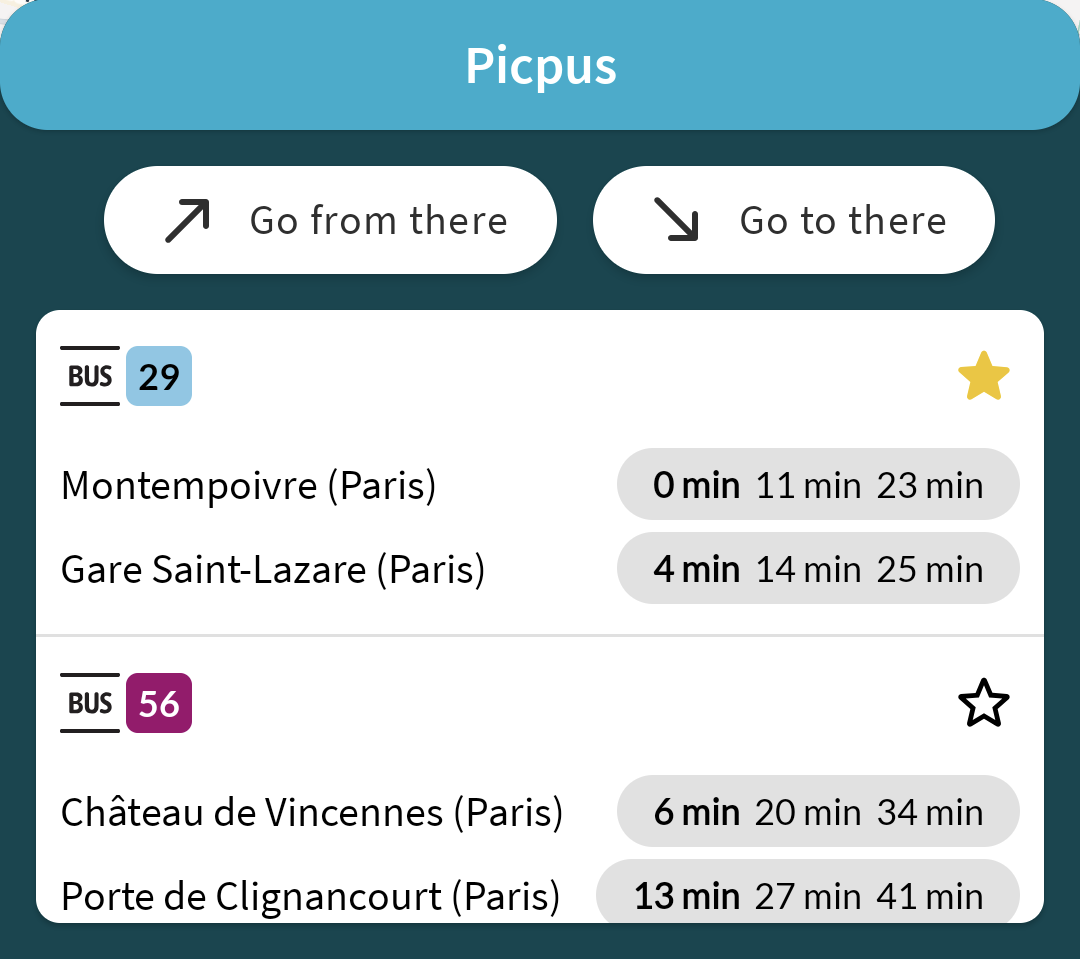 Picpus
Go from there
Go to there
BUS 29
Montempoivre (Paris) 0 min 11 min 23 min
Gare Saint-Lazare (Paris) 4 min 14 min 25 min
BUS 56
Château de Vincennes (Paris) 6 min 20 min 34 min
Porte de Clignancourt (Paris) 13 min 27 min 41 min